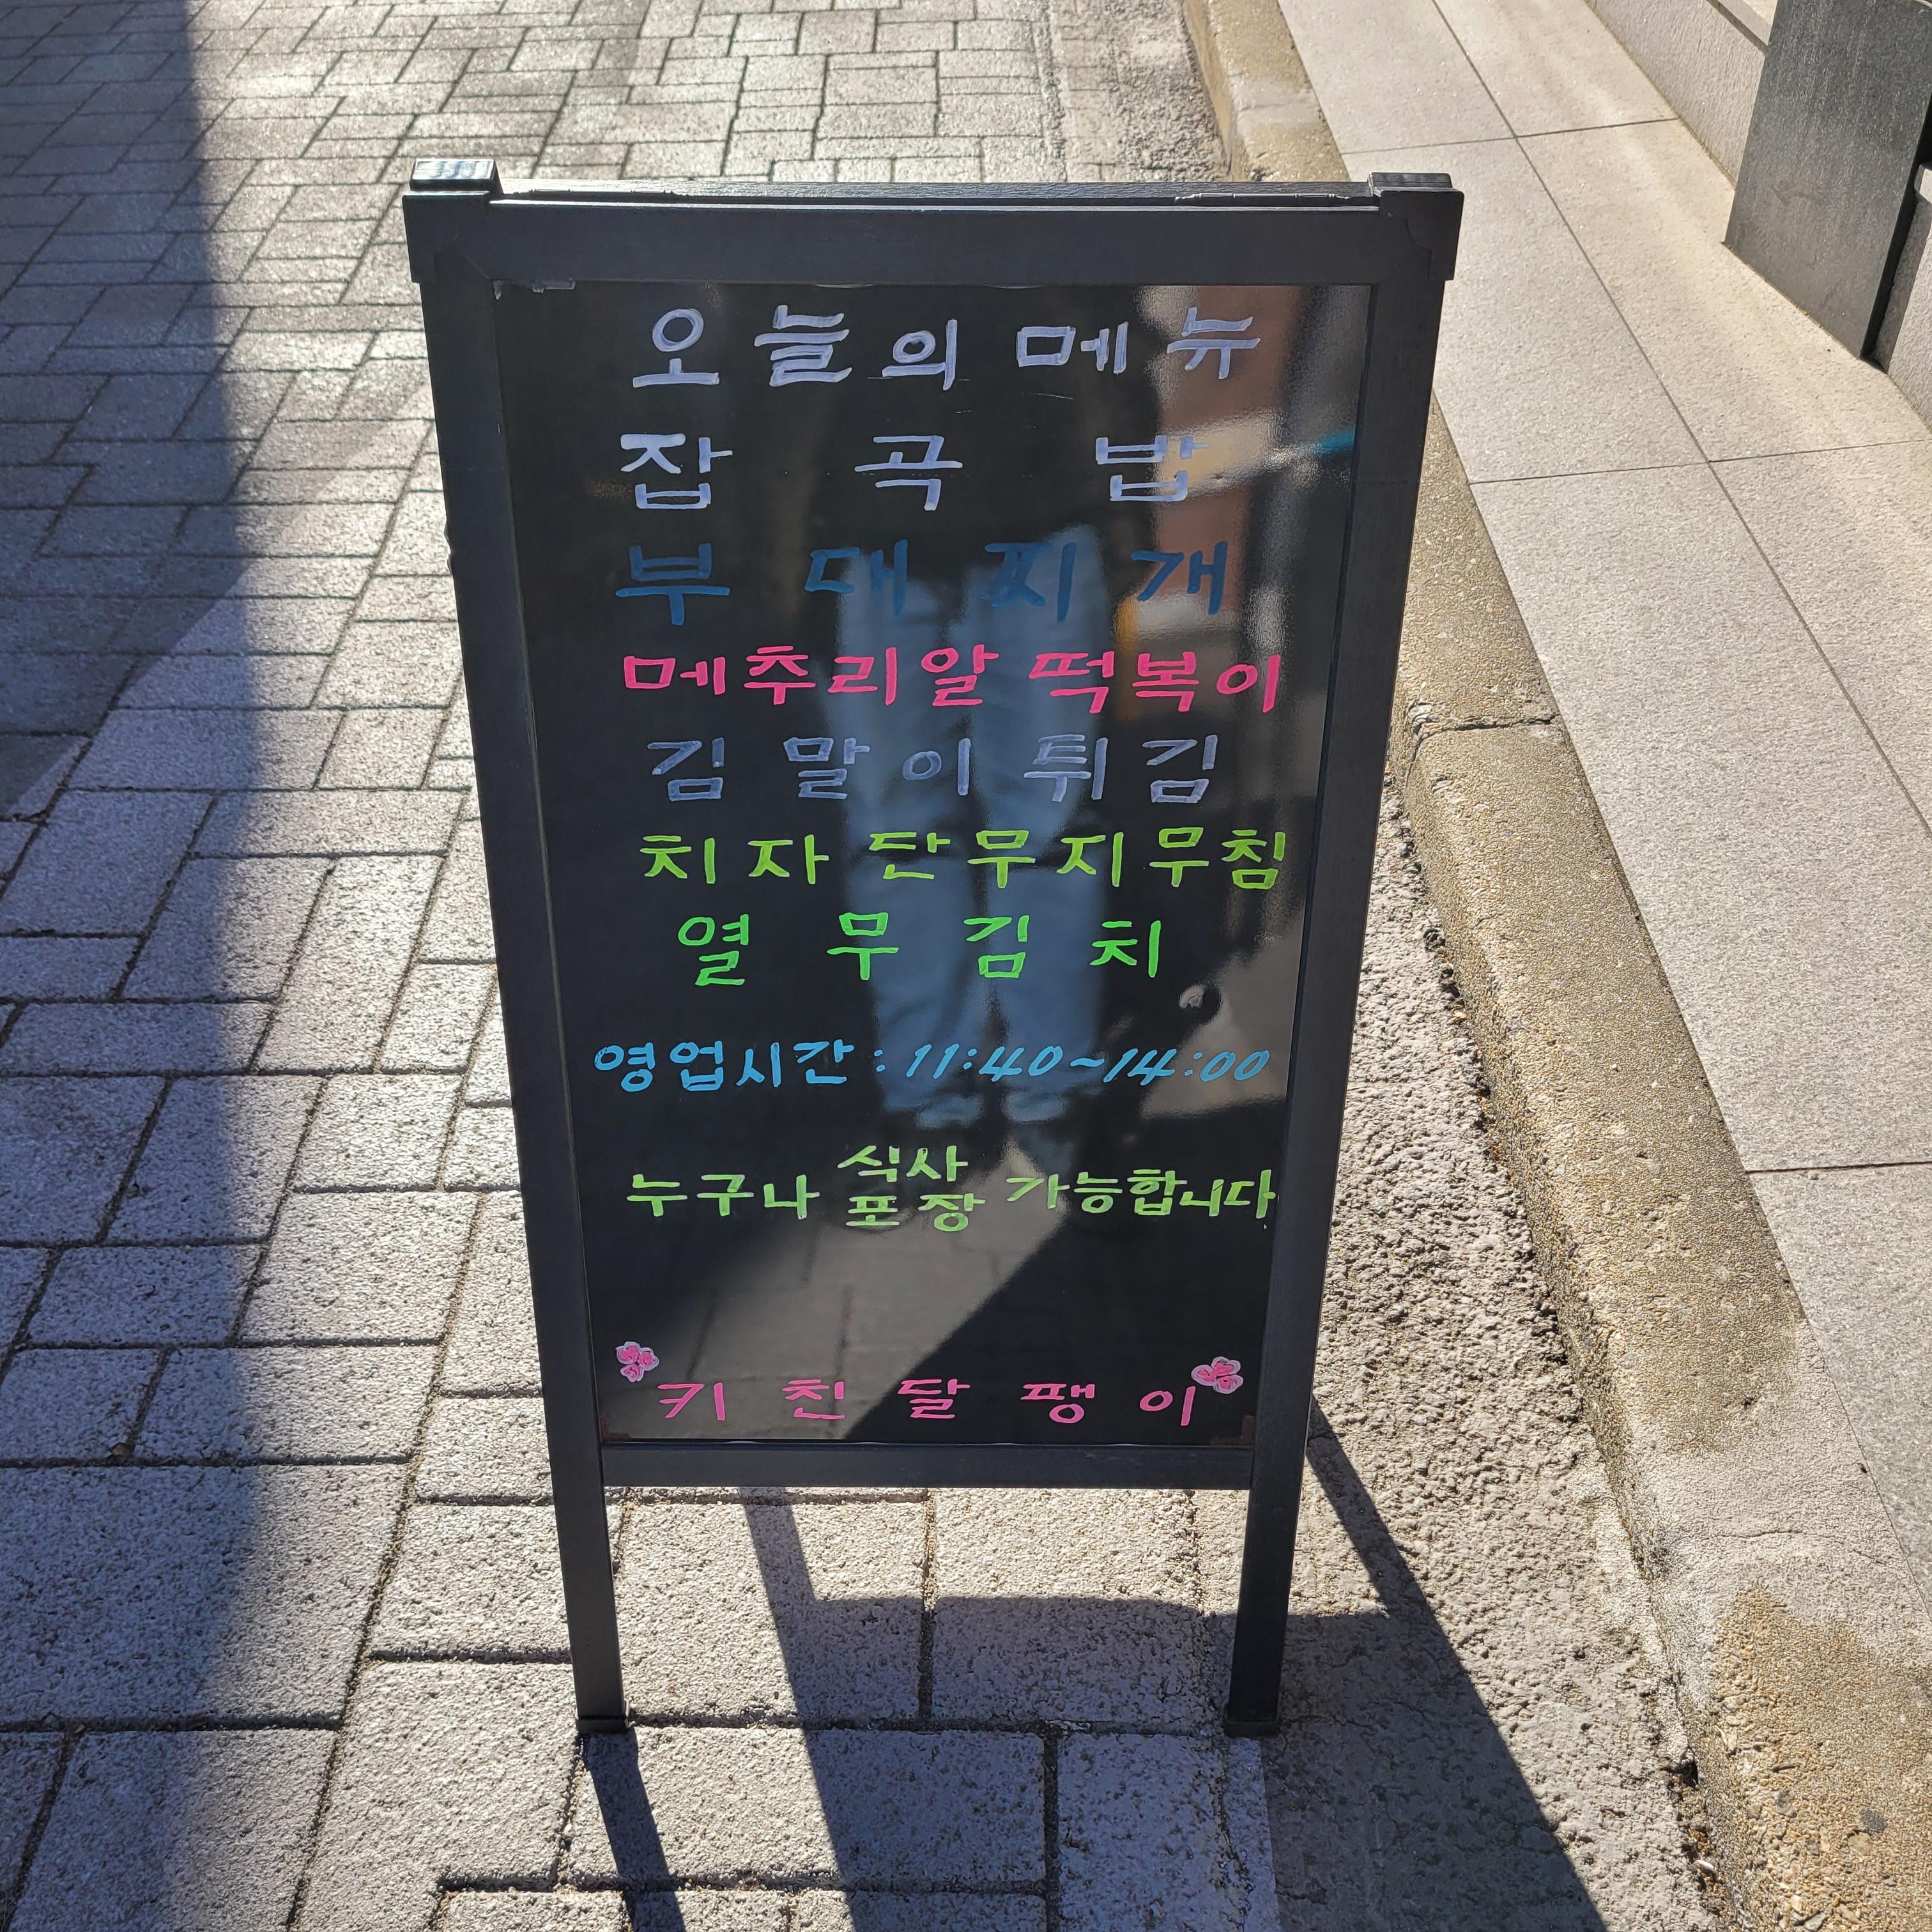 오늘의 메뉴
잡곡밥
부대찌개
메추리알 떡볶이
김말이튀김
치자 단무지무침
열무김치
영업시간 : 11:40~14:00
누구나 식사 포장 가능합니다
키친달팽이